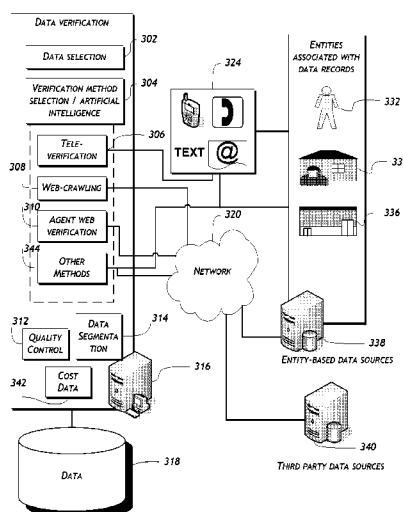 DATA VERIFICATION
DATA SELECTION
302
VERIFICATION METHOD
SELECTION / ARTIFICIAL
INTELLIGENCE
304
TELE-
VERIFICATION
306
308
WEB-CRAWLING
310
AGENT WEB
VERIFICATION
344
OTHER
METHODS
312
QUALITY
CONTROL
DATA
SEGMENTA
TION
314
342
COST
DATA
316
DATA
318
324
TEXT
@
320
NETWORK
ENTITIES
ASSOCIATED WITH
DATA RECORDS
332
33
336
338
ENTITY-BASED DATA SOURCES
340
THIRD PARTY DATA SOURCES